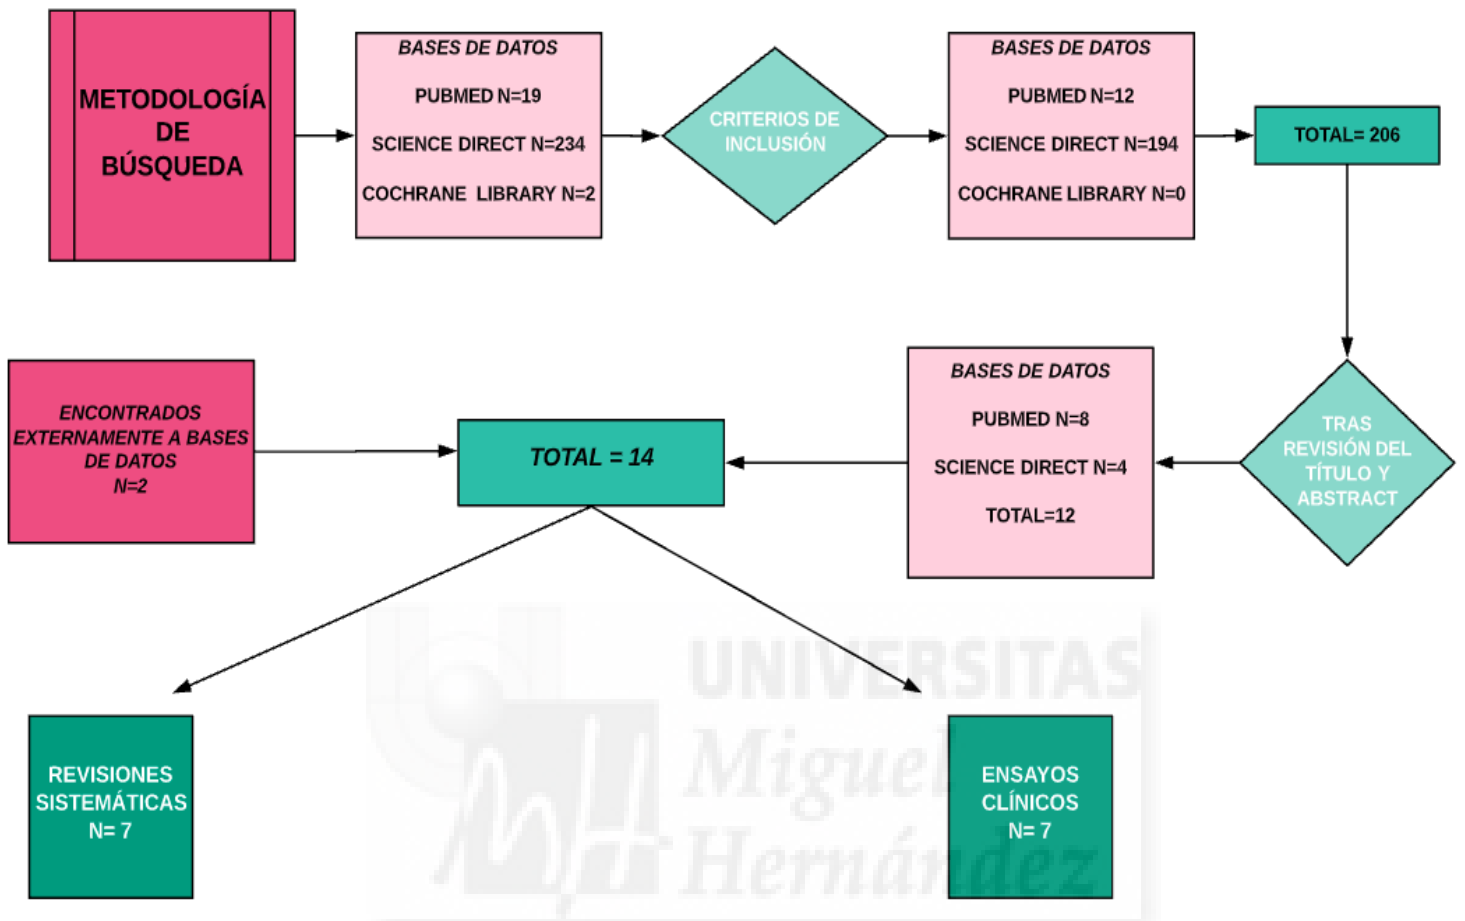 METODOLOGÍA
DE
BÚSQUEDA
BASES DE DATOS
PUBMED N=19
SCIENCE DIRECT N=234
COCHRANE LIBRARY N=2
CRITERIOS DE
INCLUSIÓN
BASES DE DATOS
PUBMED N=12
SCIENCE DIRECT N=194
COCHRANE LIBRARY N=0
TOTAL= 206
TRAS
REVISIÓN DEL
TÍTULO Y
ABSTRACT
BASES DE DATOS
PUBMED N=8
SCIENCE DIRECT N=4
TOTAL=12
ENCONTRADOS
EXTERNAMENTE A BASES
DE DATOS
N=2
TOTAL = 14
REVISIONES
SISTEMÁTICAS
N= 7
ENSAYOS
CLÍNICOS
N= 7
UNIVERSITAS
Miguel
Hernández